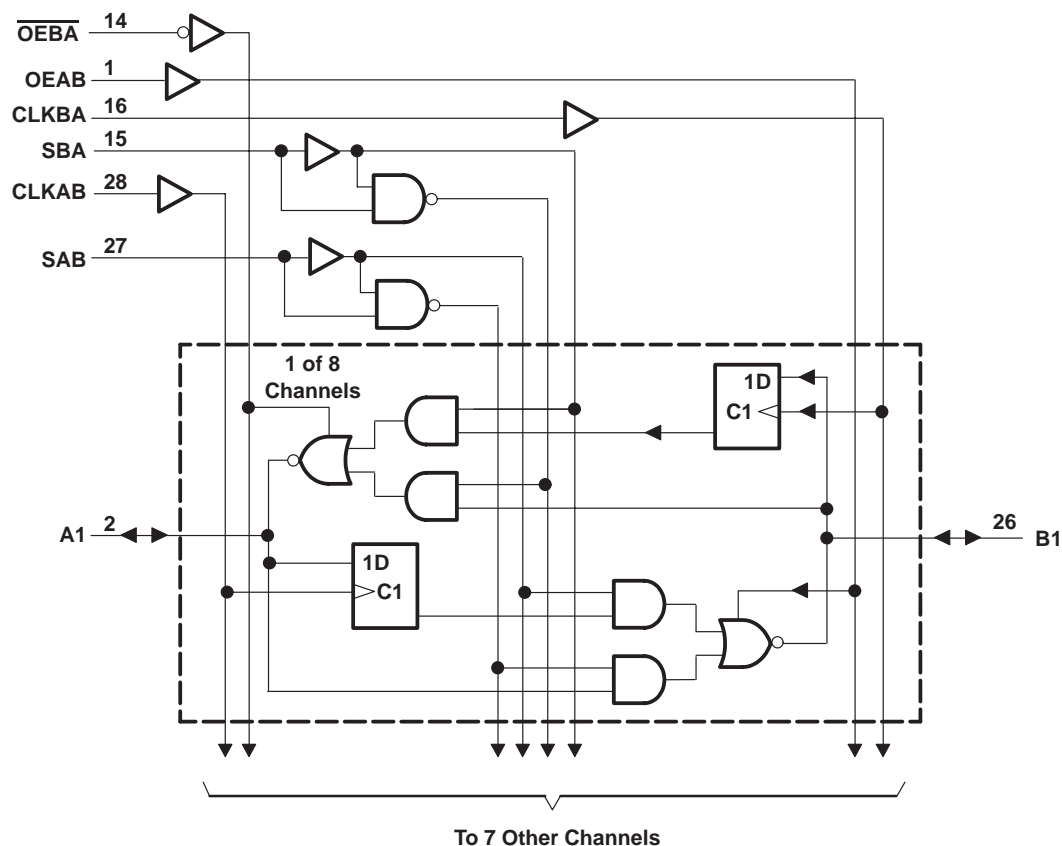 OEBA 14
OEAB 1
CLKBA 16
SBA 15
CLKAB 28
SAB 27
1 of 8
Channels
1D
C1
A1 2
26 B1
1D
C1
To 7 Other Channels